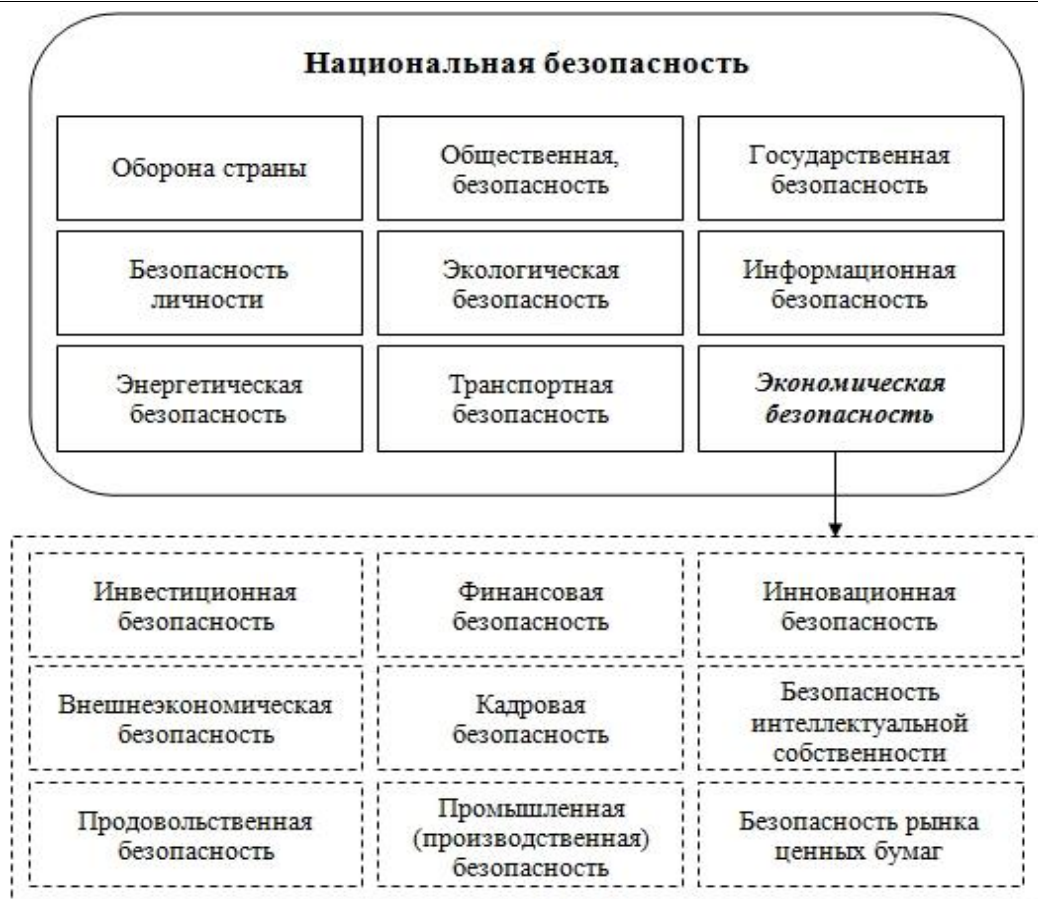 Национальная безопасность
Оборона страны
Общественная,
безопасность
Государственная
безопасность
Безопасность
личности
Экологическая
безопасность
Информационная
безопасность
Энергетическая
безопасность
Транспортная
безопасность
Экономическая
безопасность
Инвестиционная
безопасность
Финансовая
безопасность
Инновационная
безопасность
Внешнеэкономическая
безопасность
Кадровая
безопасность
Безопасность
интеллектуальной
собственности
Продовольственная
безопасность
Промышленная
(производственная)
безопасность
Безопасность рынка
ценных бумаг